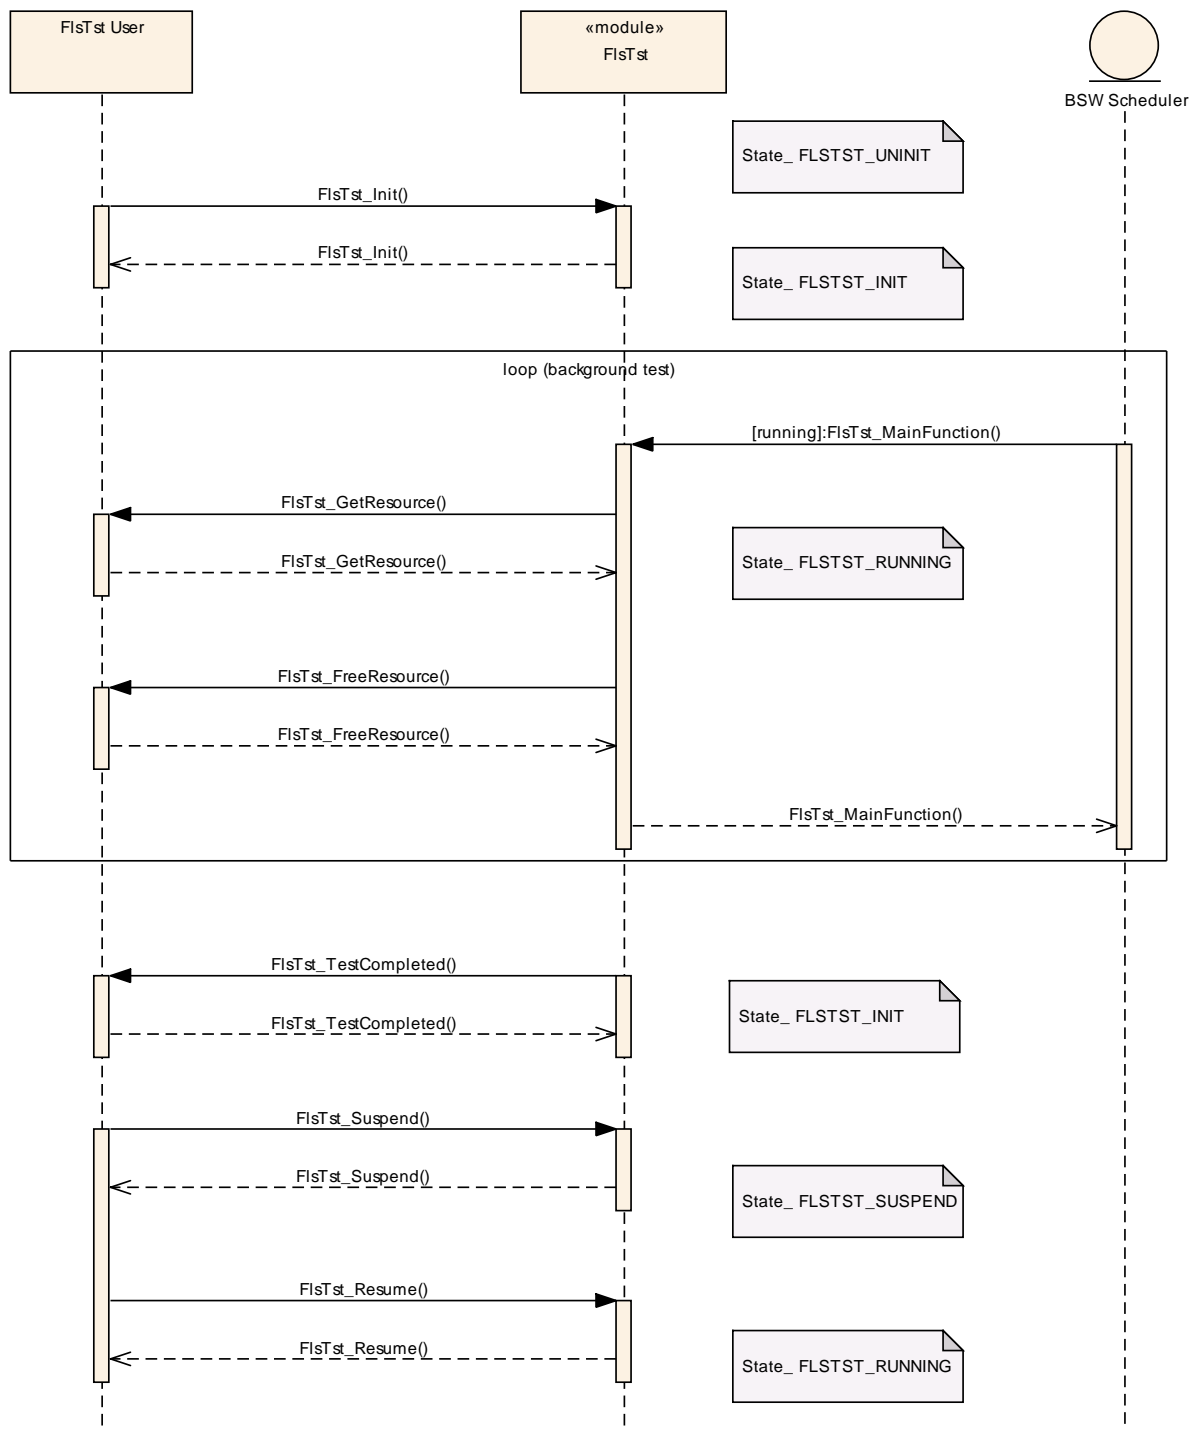 FlsTst User
«module»
FlsTst
BSW Scheduler
State_ FLSTST_UNINIT
FlsTst_Init()
FlsTst_Init()
State_ FLSTST_INIT
loop (background test)
[running]:FlsTst_MainFunction()
FlsTst_GetResource()
FlsTst_GetResource()
State_ FLSTST_RUNNING
FlsTst_FreeResource()
FlsTst_FreeResource()
FlsTst_MainFunction()
FlsTst_TestCompleted()
FlsTst_TestCompleted()
State_ FLSTST_INIT
FlsTst_Suspend()
FlsTst_Suspend()
State_ FLSTST_SUSPEND
FlsTst_Resume()
FlsTst_Resume()
State_ FLSTST_RUNNING